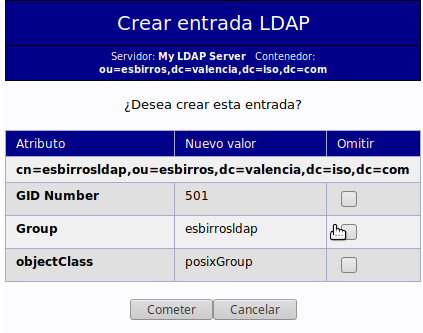 Crear entrada LDAP
Servidor: My LDAP Server Contenedor:
ou=esbirros,dc=valencia,dc=iso,dc=com
¿Desea crear esta entrada?
Atributo Nuevo valor Omitir
cn=esbirrosldap,ou=esbirros,dc=valencia,dc=iso,dc=com
GID Number 501
Group esbirrosldap
objectClass posixGroup
Cometer Cancelar